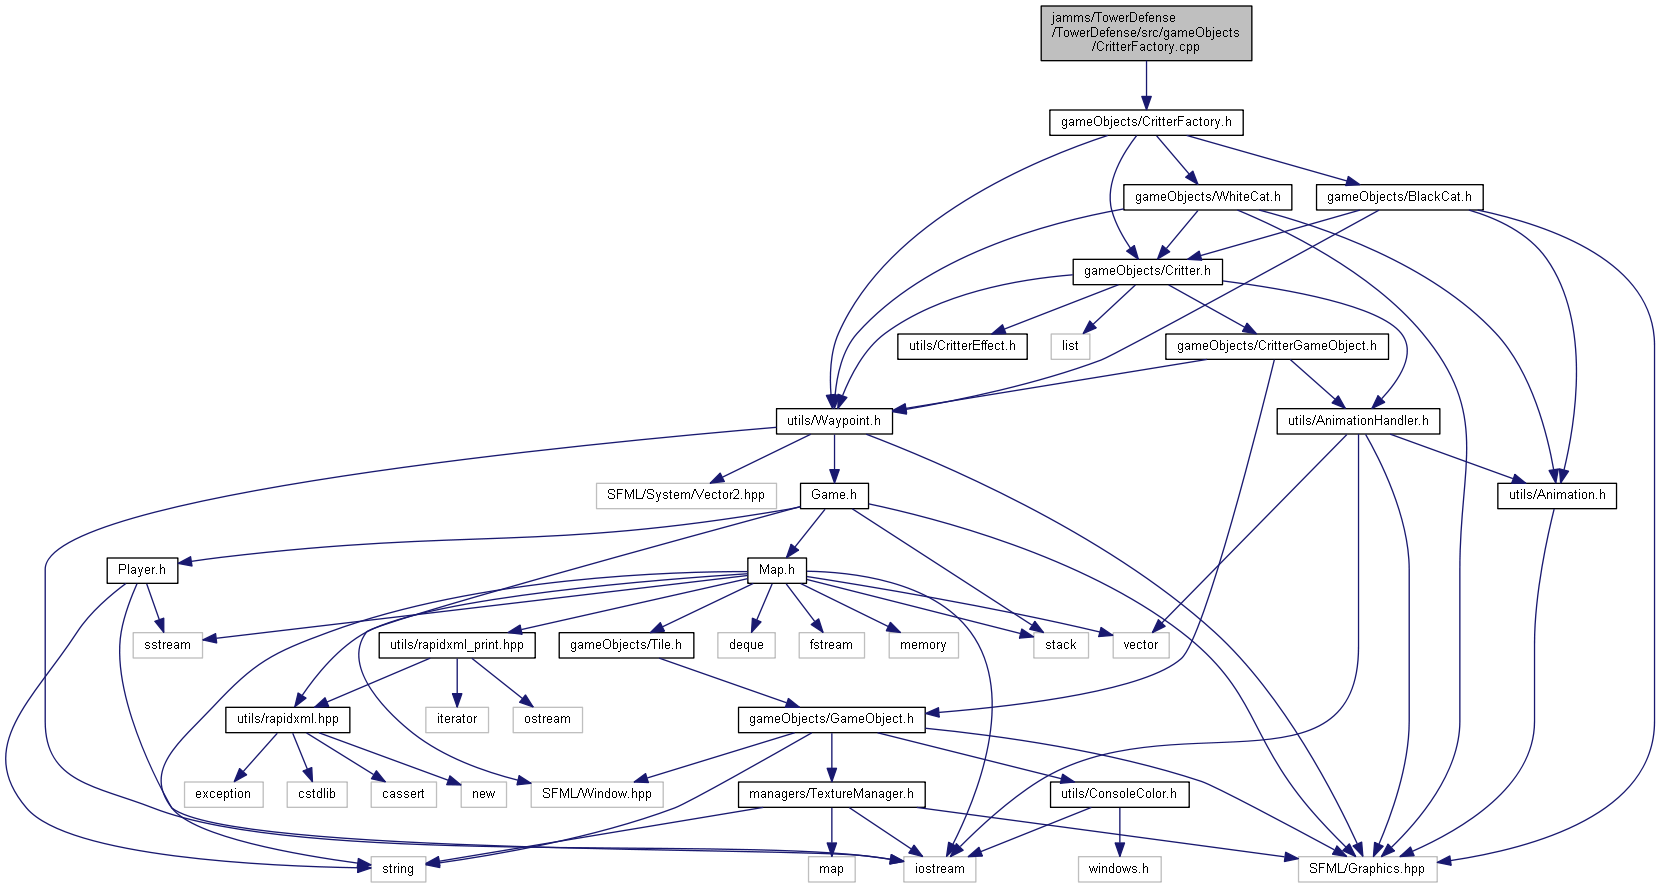 jamms/TowerDefense
/TowerDefense/src/gameObjects
/CritterFactory.cpp
gameObjects/CritterFactory.h
gameObjects/WhiteCat.h
gameObjects/BlackCat.h
gameObjects/Critter.h
utils/CritterEffect.h
list
gameObjects/CritterGameObject.h
utils/Waypoint.h
utils/AnimationHandler.h
SFML/System/Vector2.hpp
Game.h
utils/Animation.h
Player.h
Map.h
sstream
utils/rapidxml_print.hpp
gameObjects/Tile.h
deque
fstream
memory
stack
vector
utils/rapidxml.hpp
iterator
ostream
gameObjects/GameObject.h
exception
cstdlib
cassert
new
SFML/Window.hpp
managers/TextureManager.h
utils/ConsoleColor.h
string
map
iostream
windows.h
SFML/Graphics.hpp